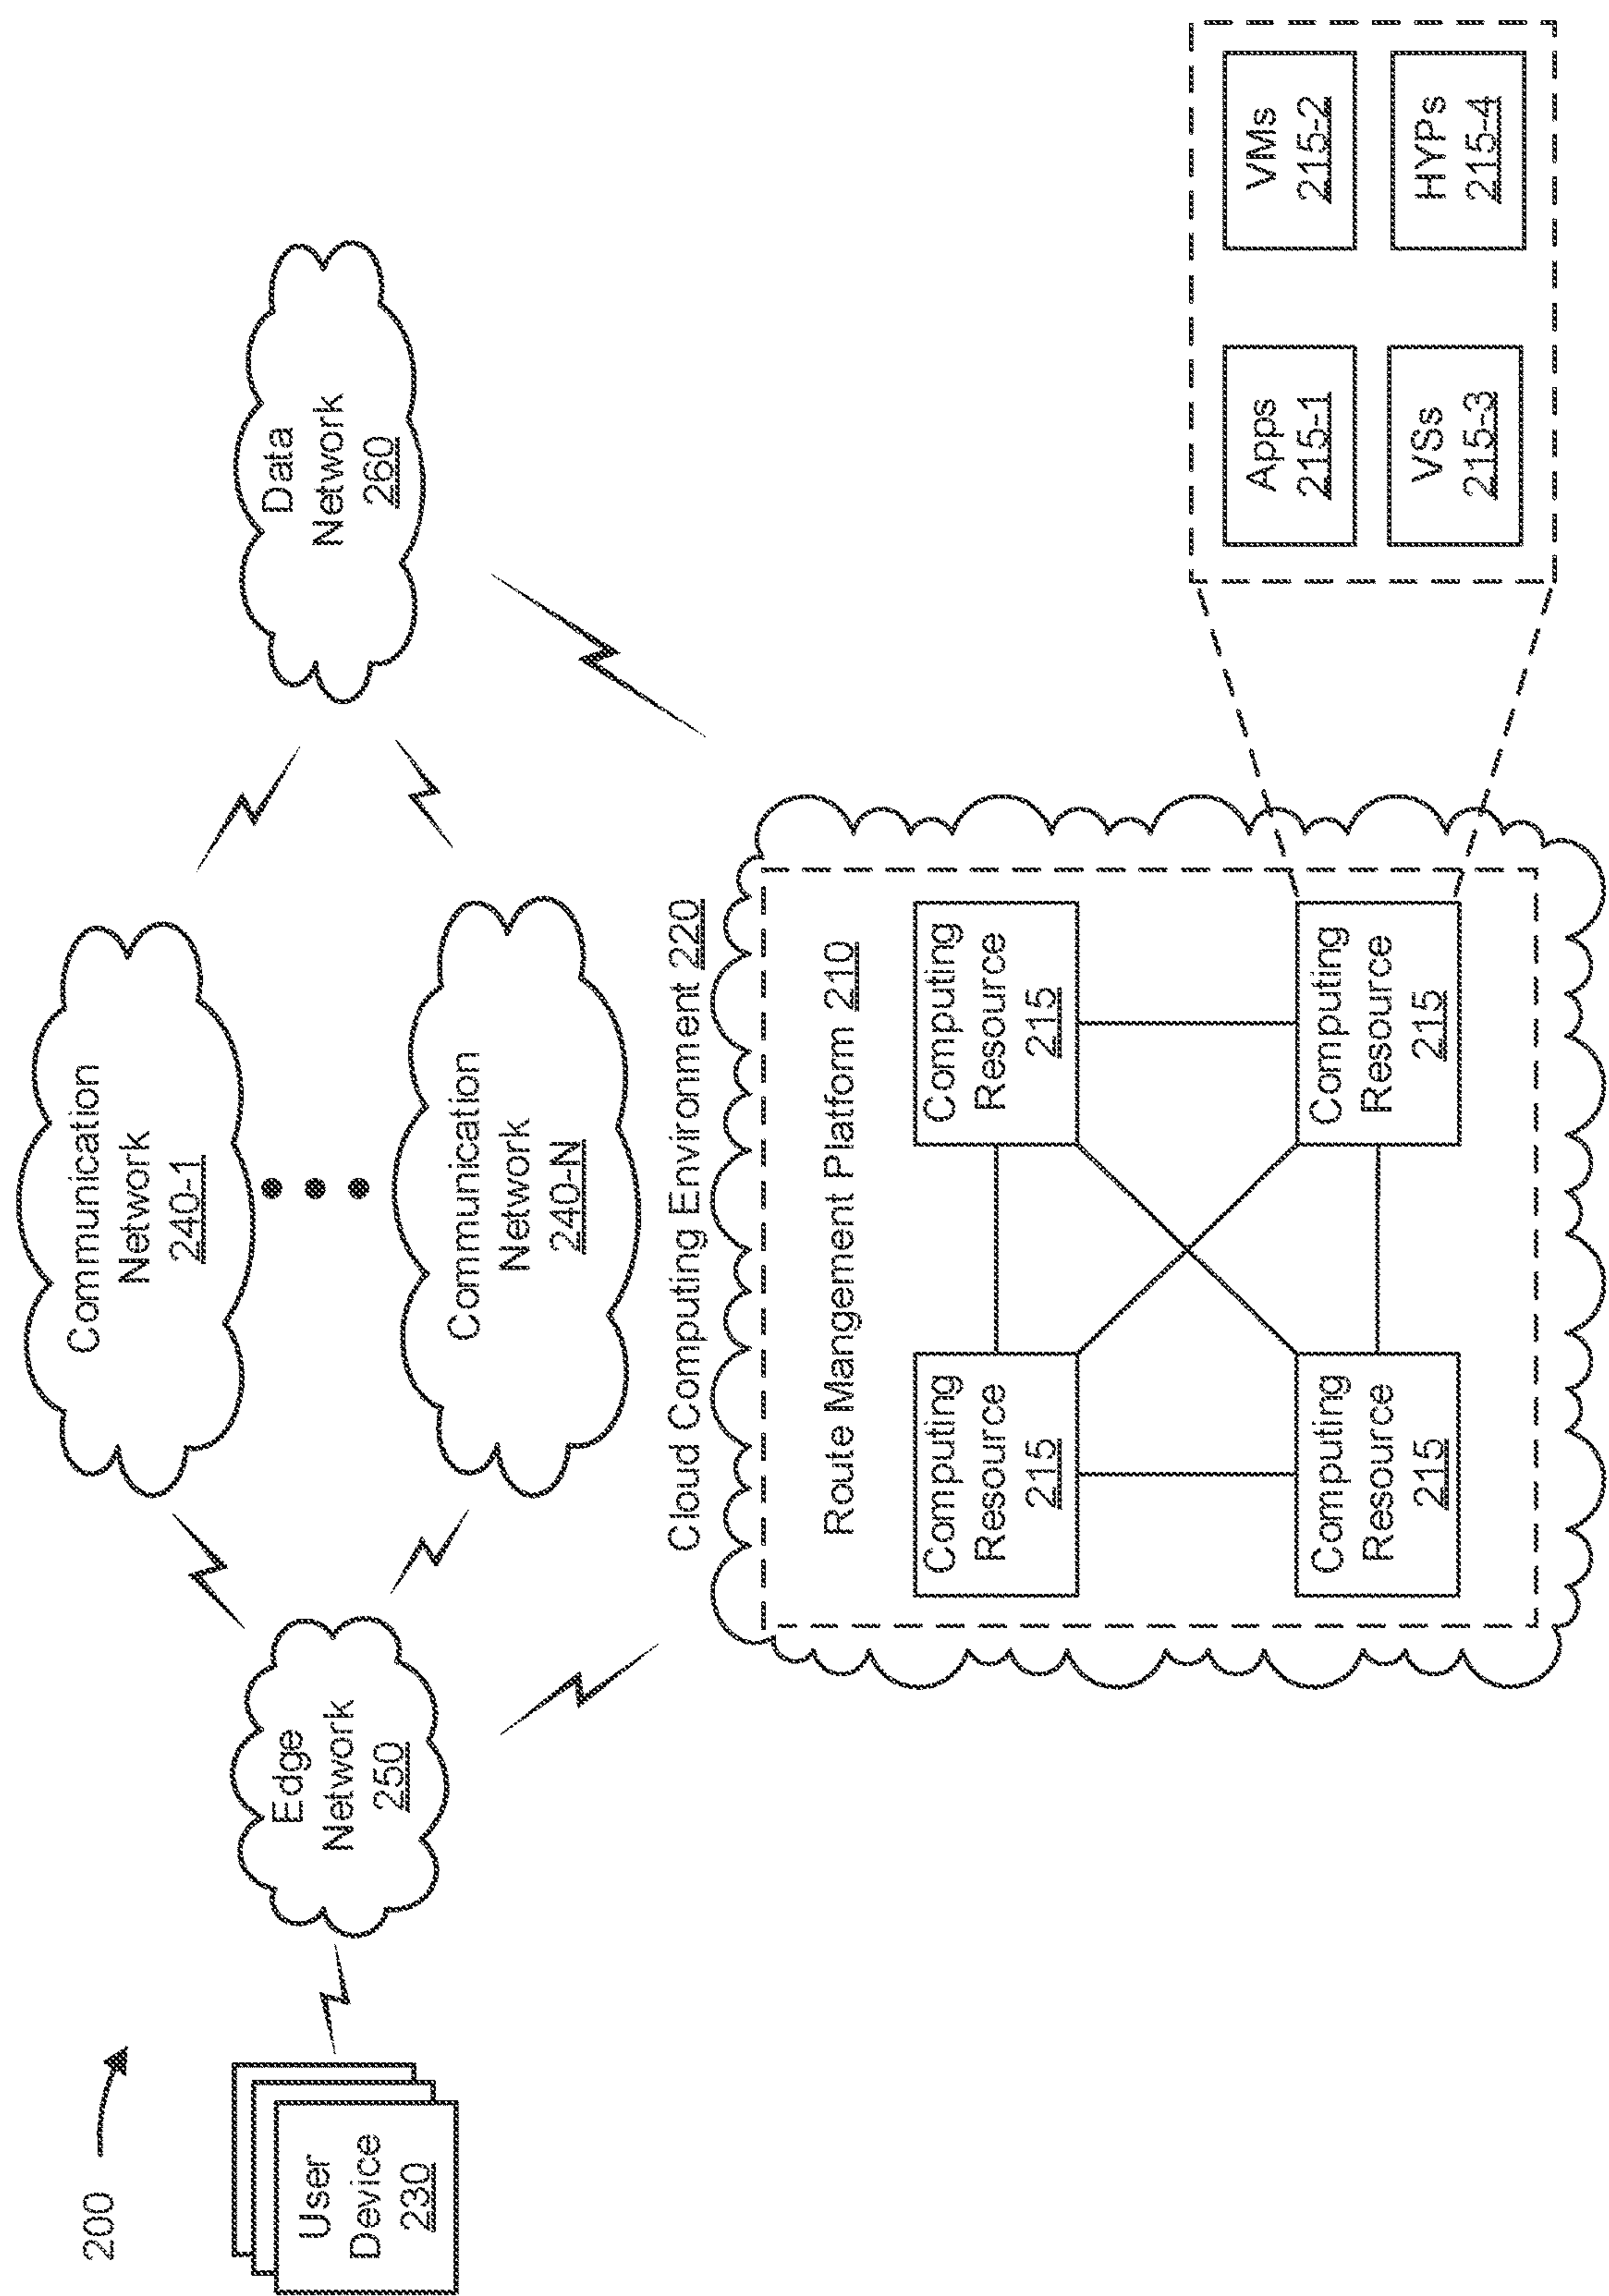 200
User
Device
230
Edge
Network
250
Communication
Network
240-1
Communication
Network
240-N
Data
Network
260
Cloud Computing Environment 220
Route Mangement Platform 210
Computing
Resource
215
Computing
Resource
215
Computing
Resource
215
Computing
Resource
215
Apps
215-1
VMs
215-2
VSs
215-3
HYPs
215-4